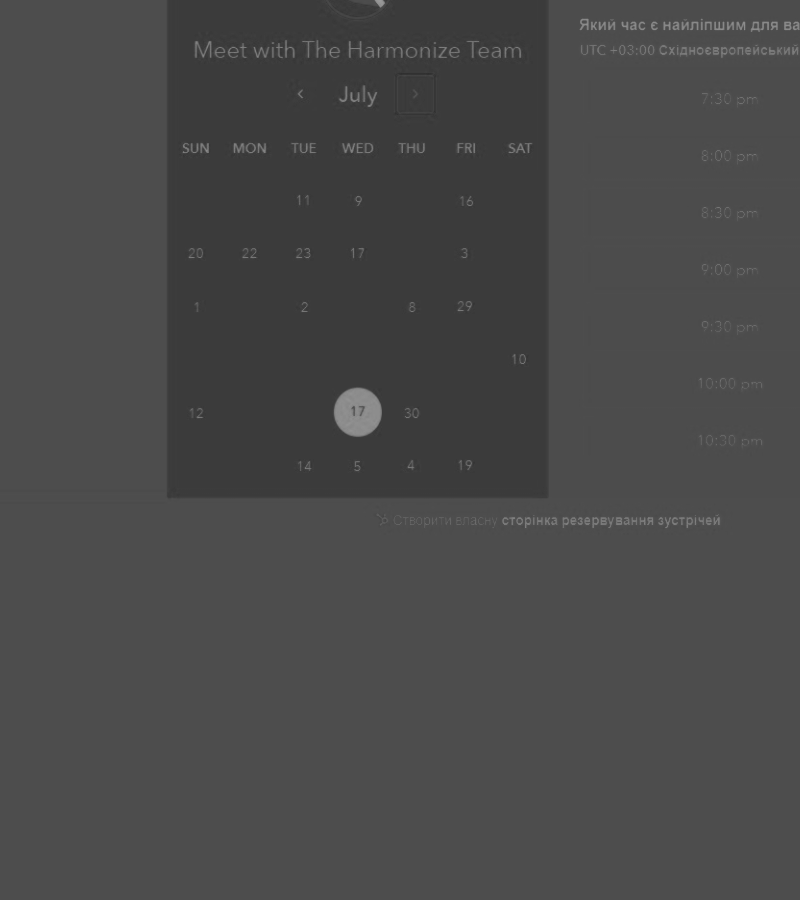 Meet with The Harmonize Team
July
SUN MON TUE WED THU FRI SAT
11 9 16
20 22 23 17 3
1 2 8 29
10
12 17 30
14 5 4 19
Який час є найліпшим для ва
UTC +03:00 Східноєвропейський
7:30 pm
8:00 pm
8:30 pm
9:00 pm
9:30 pm
10:00 pm
10:30 pm
Створити власну сторінка резервування зустрічей